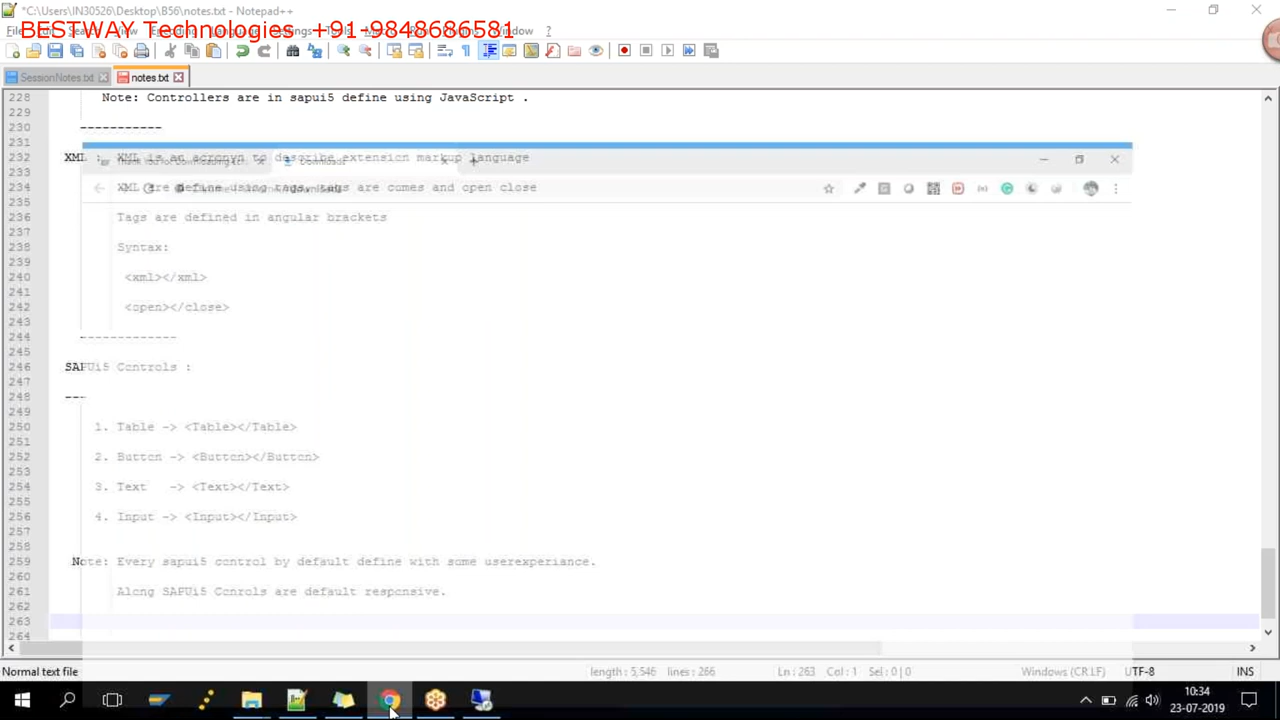 *C:\Users\IN30526\Desktop\B56\notes.txt - Notepad++
BESTWAY Technologies +91-9848686581
Window ?
SessionNotes.txt notes.txt
228 Note: Controllers are in sapui5 define using JavaScript .
229
230 -----------
231
232 XML : XML is an acronyn to describe extension markup language
233
234 XML are define using tags, tags are comes and open close
235
236 Tags are defined in angular brackets
237
238 Syntax:
239
240 <xml></xml>
241
242 <open></close>
243
244 -------------
245
246 SAPUi5 Controls :
247
248 ---
249
250 1. Table -> <Table></Table>
251
252 2. Button -> <Button></Button>
253
254 3. Text -> <Text></Text>
255
256 4. Input -> <Input></Input>
257
258
259 Note: Every sapui5 control by default define with some userexperiance.
260
261 Along SAPUi5 Conrols are default responsive.
262
263
264
Normal text file length : 5,546 lines : 266 Ln : 263 Col : 1 Sel : 0 | 0 Windows (CR LF) UTF-8 INS
10:34
23-07-2019